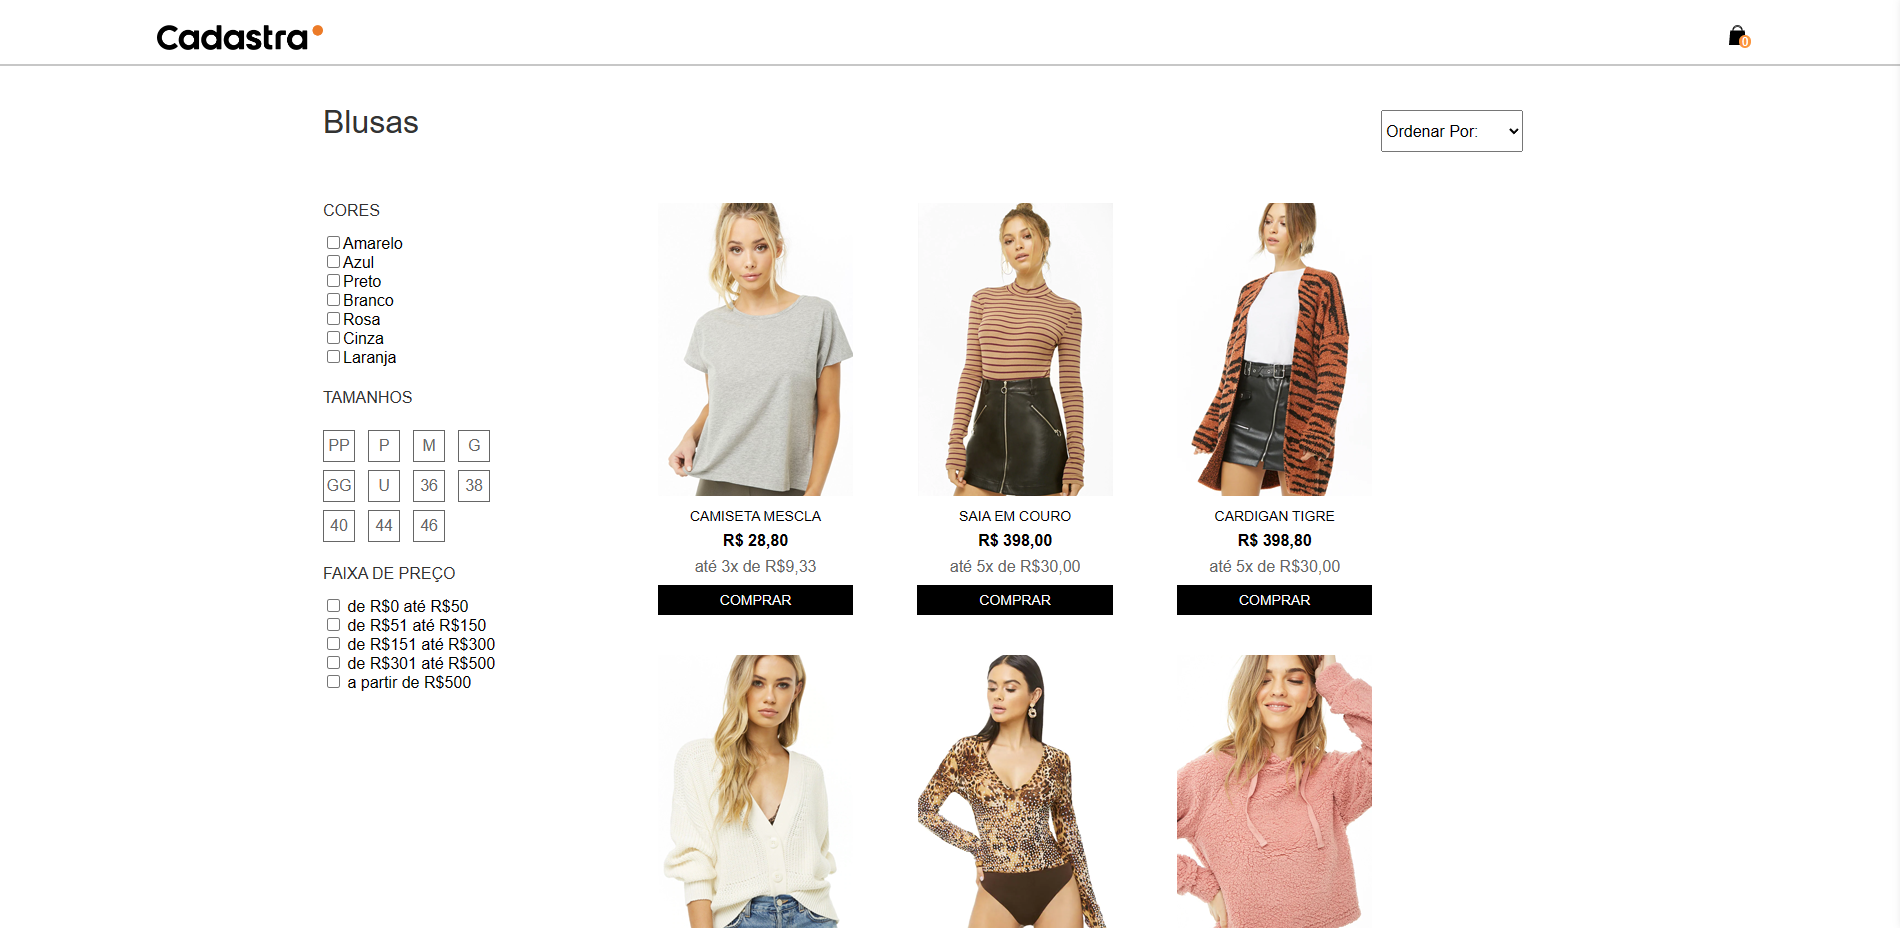 Cadastra
0
Blusas
Ordenar Por:
CORES
Amarelo
Azul
Preto
Branco
Rosa
Cinza
Laranja
TAMANHOS
PP P M G
GG U 36 38
40 44 46
FAIXA DE PREÇO
de R$0 até R$50
de R$51 até R$150
de R$151 até R$300
de R$301 até R$500
a partir de R$500
CAMISETA MESCLA
R$ 28,80
até 3x de R$9,33
COMPRAR
SAIA EM COURO
R$ 398,00
até 5x de R$30,00
COMPRAR
CARDIGAN TIGRE
R$ 398,80
até 5x de R$30,00
COMPRAR